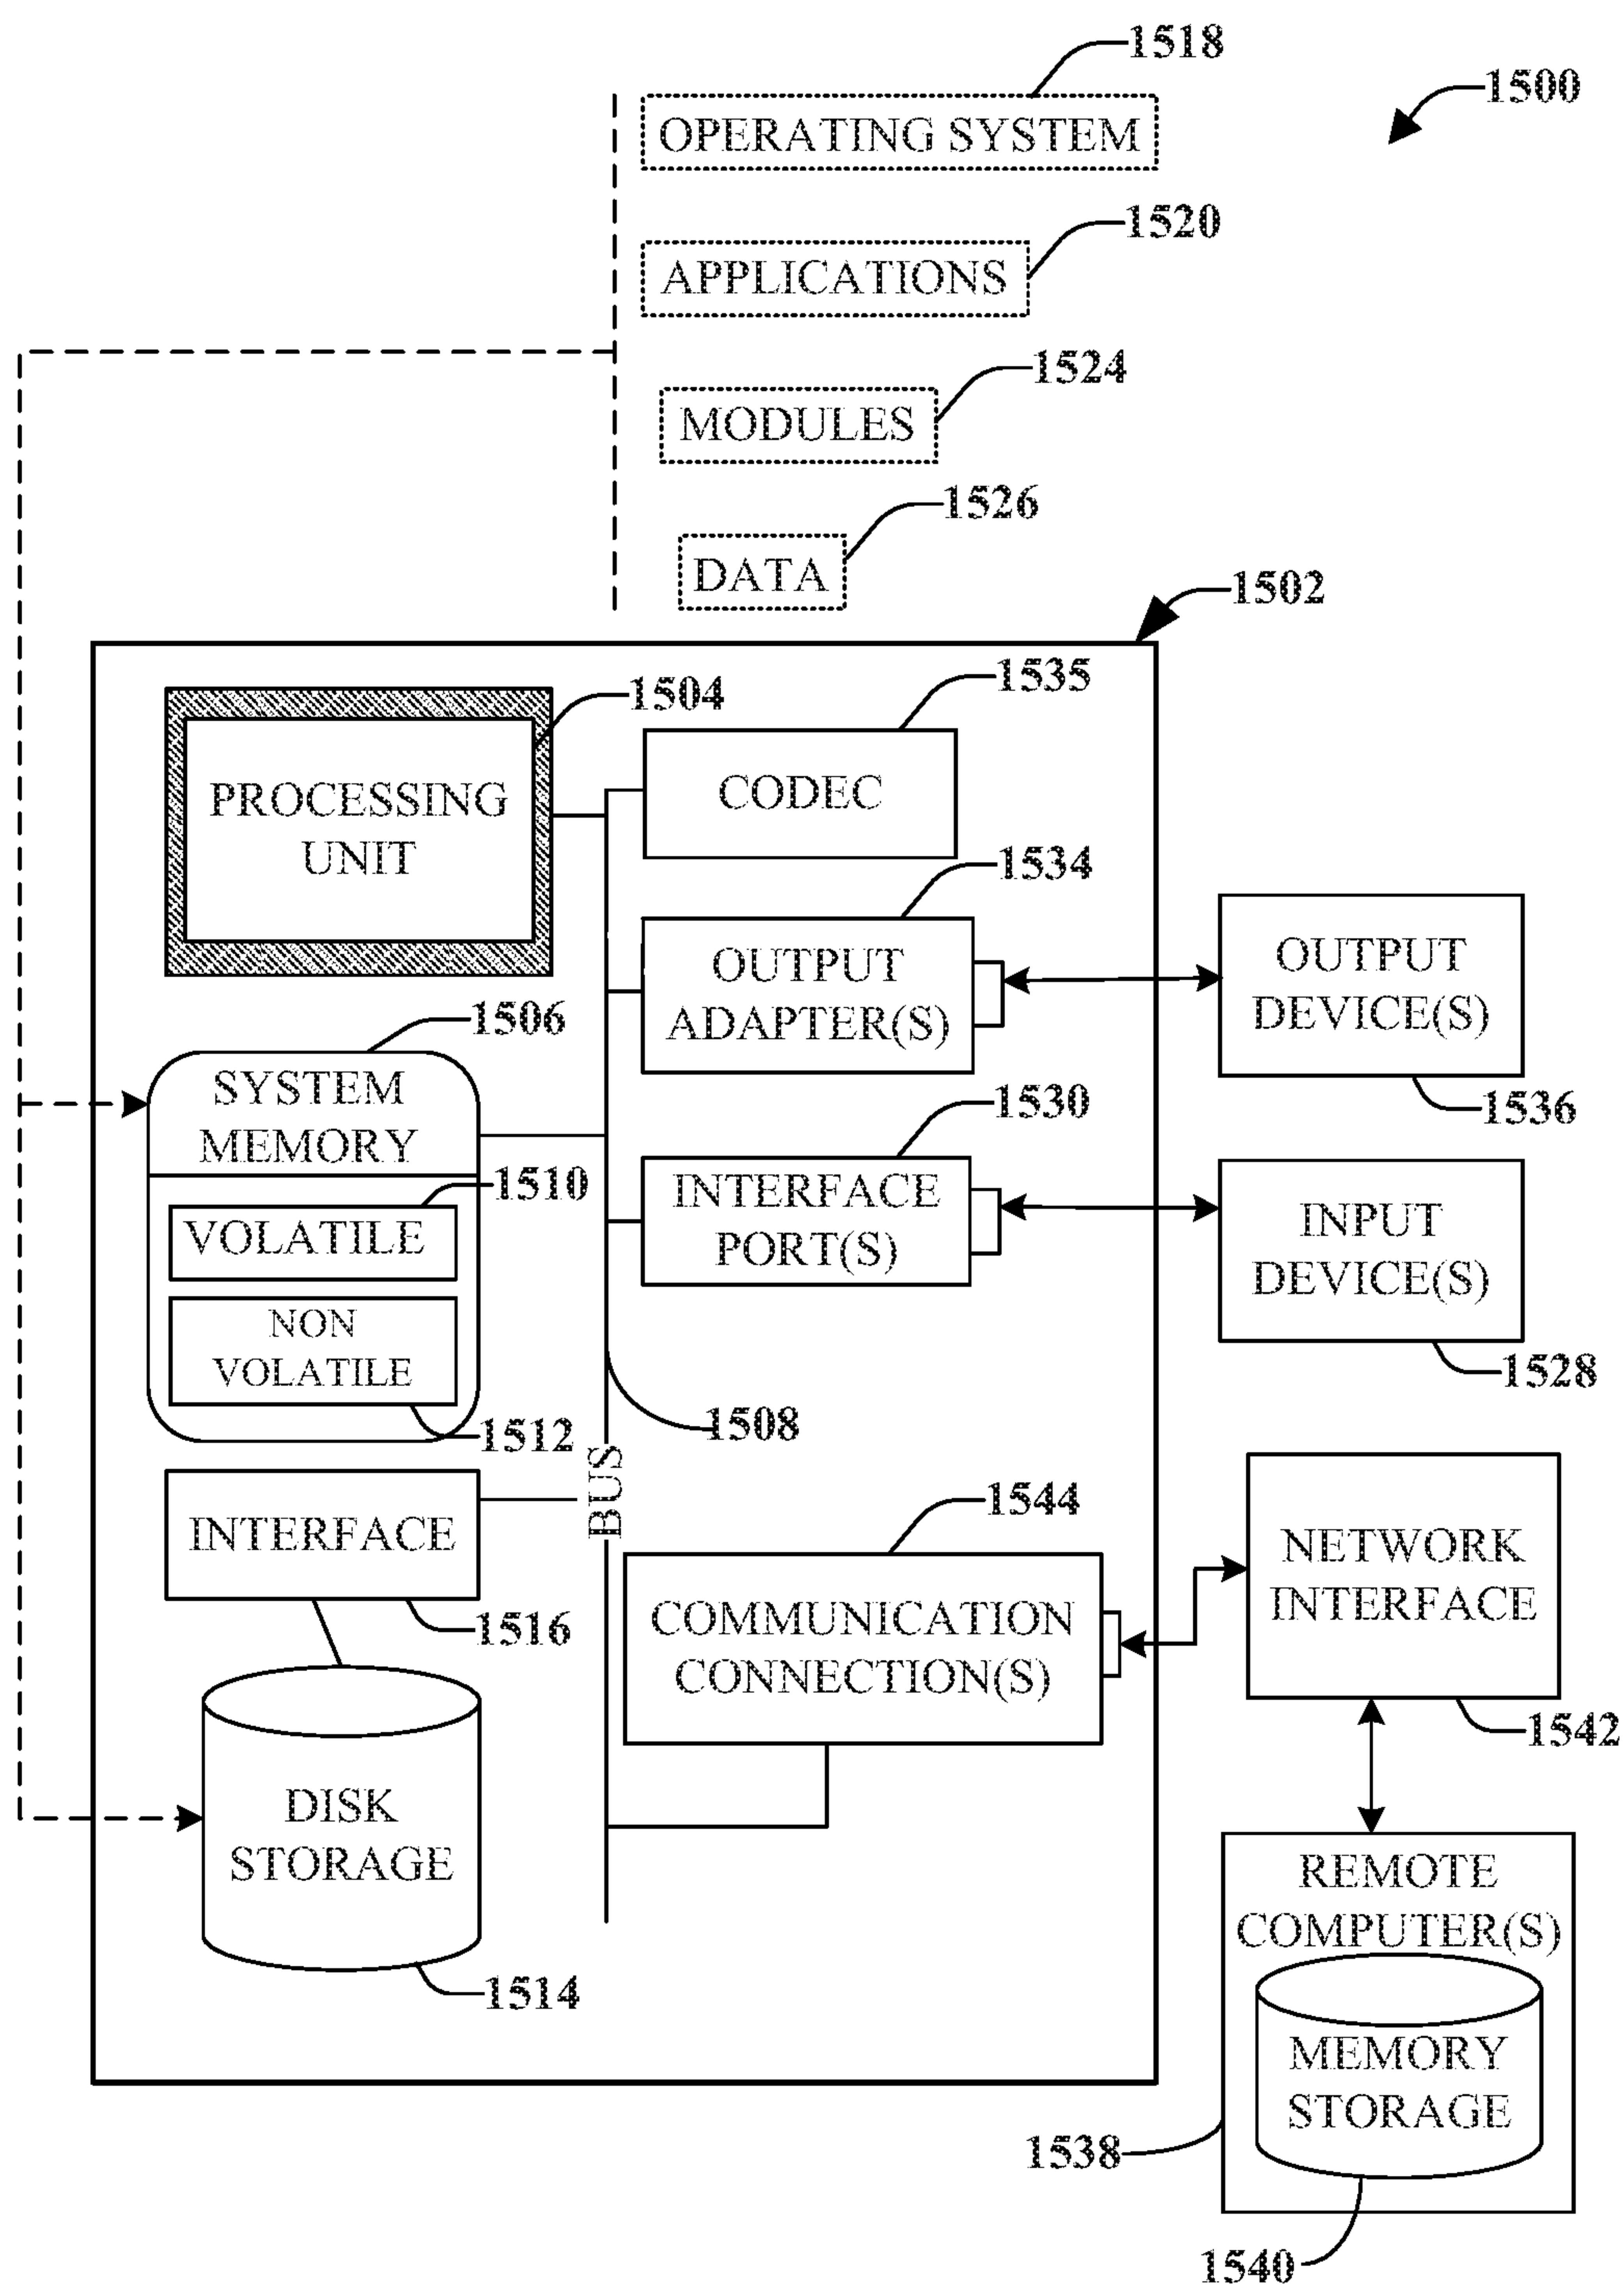 1518
1500
OPERATING SYSTEM
1520
APPLICATIONS
1524
MODULES
1526
DATA
1502
1504
1535
PROCESSING
UNIT
CODEC
1534
OUTPUT
ADAPTER(S)
OUTPUT
DEVICE(S)
1536
1506
SYSTEM
MEMORY
1510
VOLATILE
NON
VOLATILE
1512
1530
INTERFACE
PORT(S)
INPUT
DEVICE(S)
1528
1508
BUS
INTERFACE
1516
1544
COMMUNICATION
CONNECTION(S)
NETWORK
INTERFACE
1542
DISK
STORAGE
1514
REMOTE
COMPUTER(S)
MEMORY
STORAGE
1538
1540